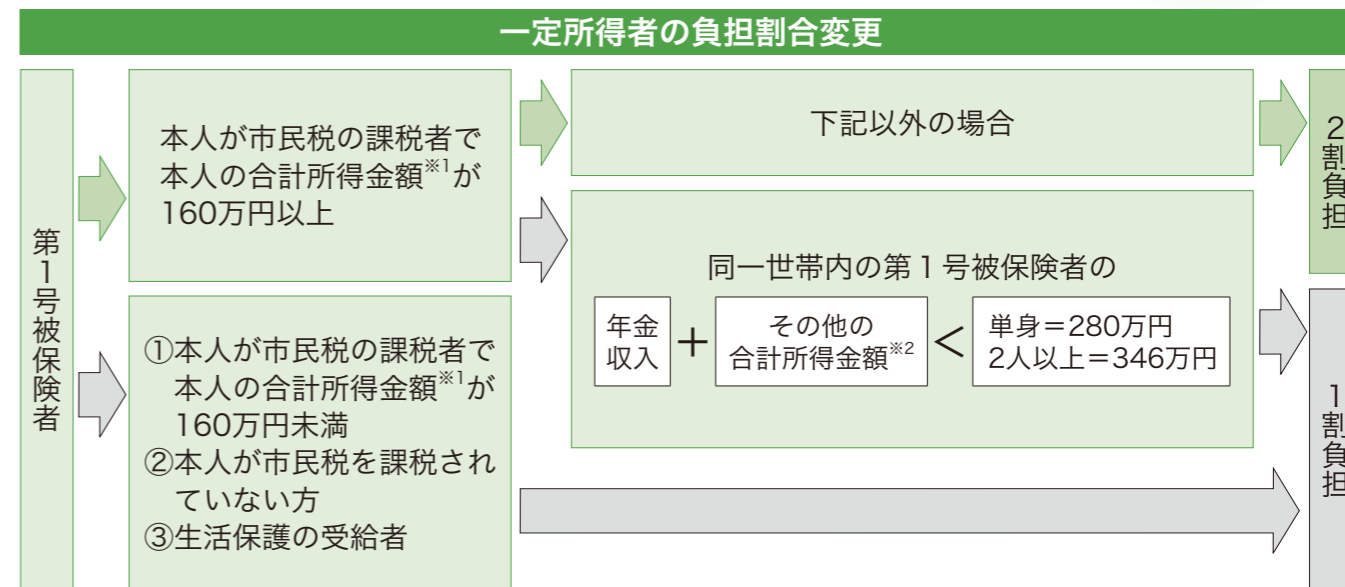 一定所得者の負担割合変更
第1号被保険者
本人が市民税の課税者で
本人の合計所得金額※1が
160万円以上
下記以外の場合
2割負担
同一世帯内の第1号被保険者の
年金
収入
＋
その他の
合計所得金額※2
＜
単身＝280万円
2人以上＝346万円
①本人が市民税の課税者で
本人の合計所得金額※1が
160万円未満
②本人が市民税を課税され
ていない方
③生活保護の受給者
1割負担